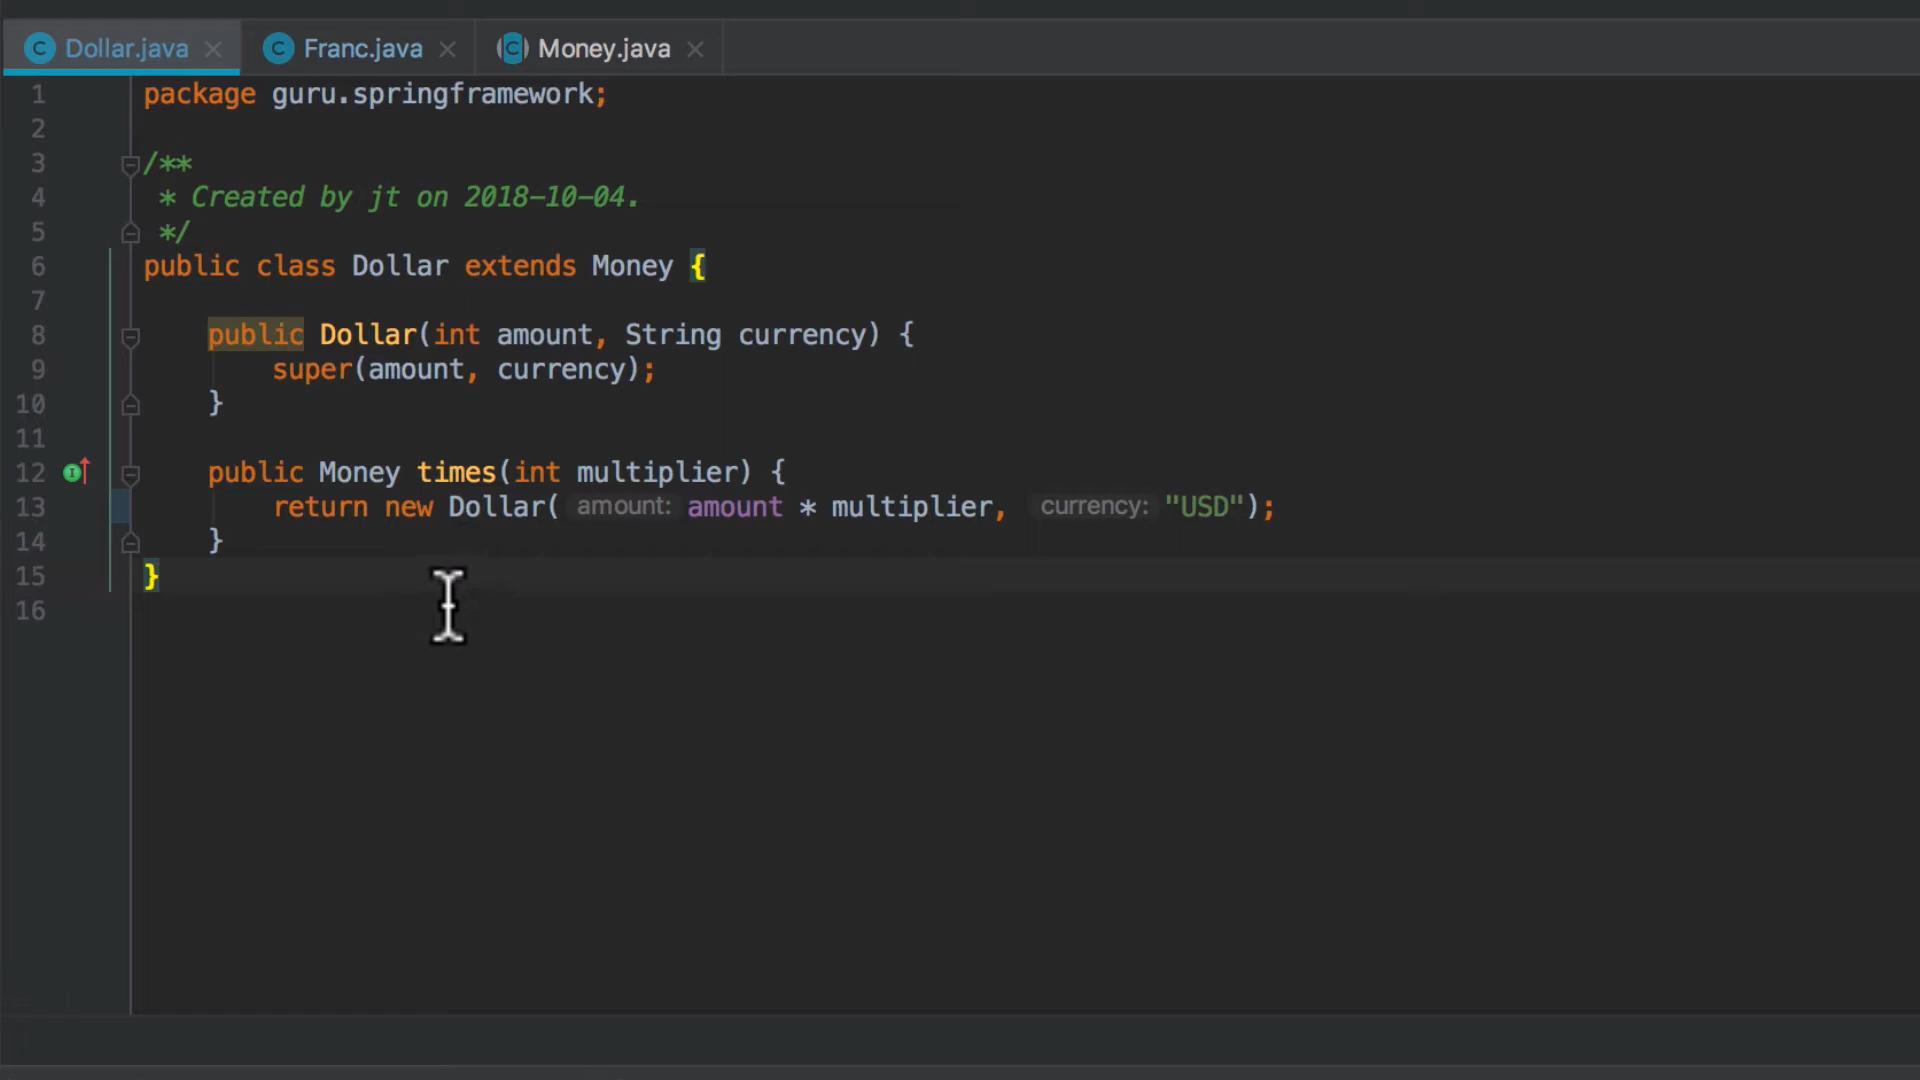 Dollar.java Franc.java Money.java
1 package guru.springframework;
2
3 /**
4 * Created by jt on 2018-10-04.
5 */
6 public class Dollar extends Money {
7
8 public Dollar(int amount, String currency) {
9 super(amount, currency);
10 }
11
12 public Money times(int multiplier) {
13 return new Dollar( amount: amount * multiplier, currency: "USD");
14 }
15 }
16